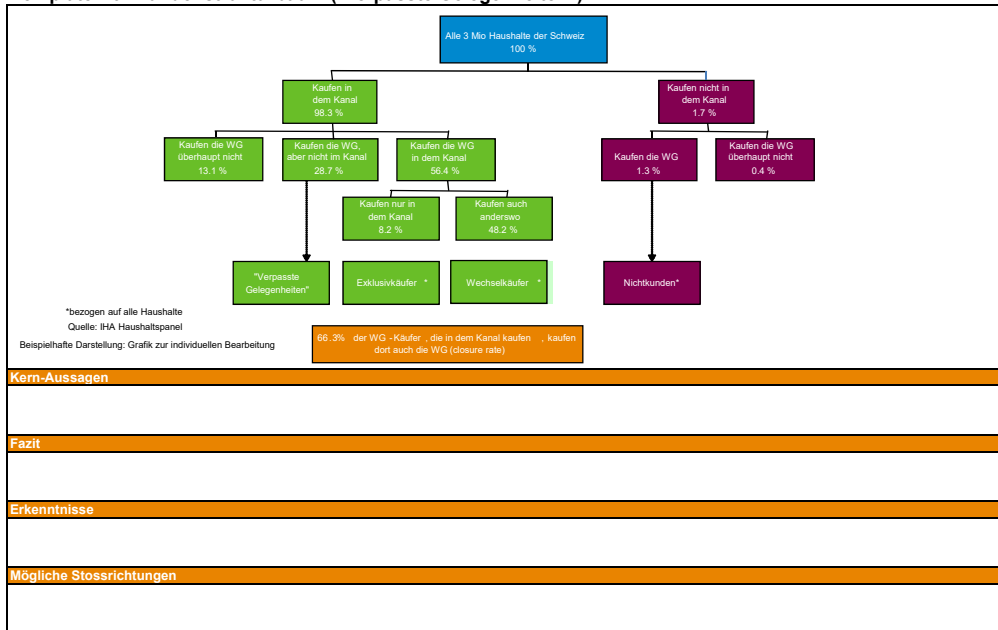 Alle 3 Mio Haushalte der Schweiz
100 %
Kaufen in
dem Kanal
98.3 %
Kaufen nicht in
dem Kanal
1.7 %
Kaufen die WG
überhaupt nicht
13.1 %
Kaufen die WG,
aber nicht im Kanal
28.7 %
Kaufen die WG
in dem Kanal
56.4 %
Kaufen die WG
1.3 %
Kaufen die WG
überhaupt nicht
0.4 %
Kaufen nur in
dem Kanal
8.2 %
Kaufen auch
anderswo
48.2 %
"Verpasste
Gelegenheiten"
Exklusivkäufer *
Wechselkäufer *
Nichtkunden*
*bezogen auf alle Haushalte
Quelle: IHA Haushaltspanel
Beispielhafte Darstellung: Grafik zur individuellen Bearbeitung
66.3% der WG -Käufer , die in dem Kanal kaufen , kaufen
dort auch die WG (closure rate)
Kern-Aussagen
Fazit
Erkenntnisse
Mögliche Stossrichtungen